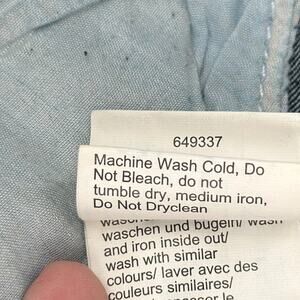 649337
Machine Wash Cold, Do
Not Bleach, do not
tumble dry, medium iron,
Do Not Dryclean
waschen und bügeln/ wash
and iron inside out/
wash with similar
colours/ laver avec des
couleurs similaires/